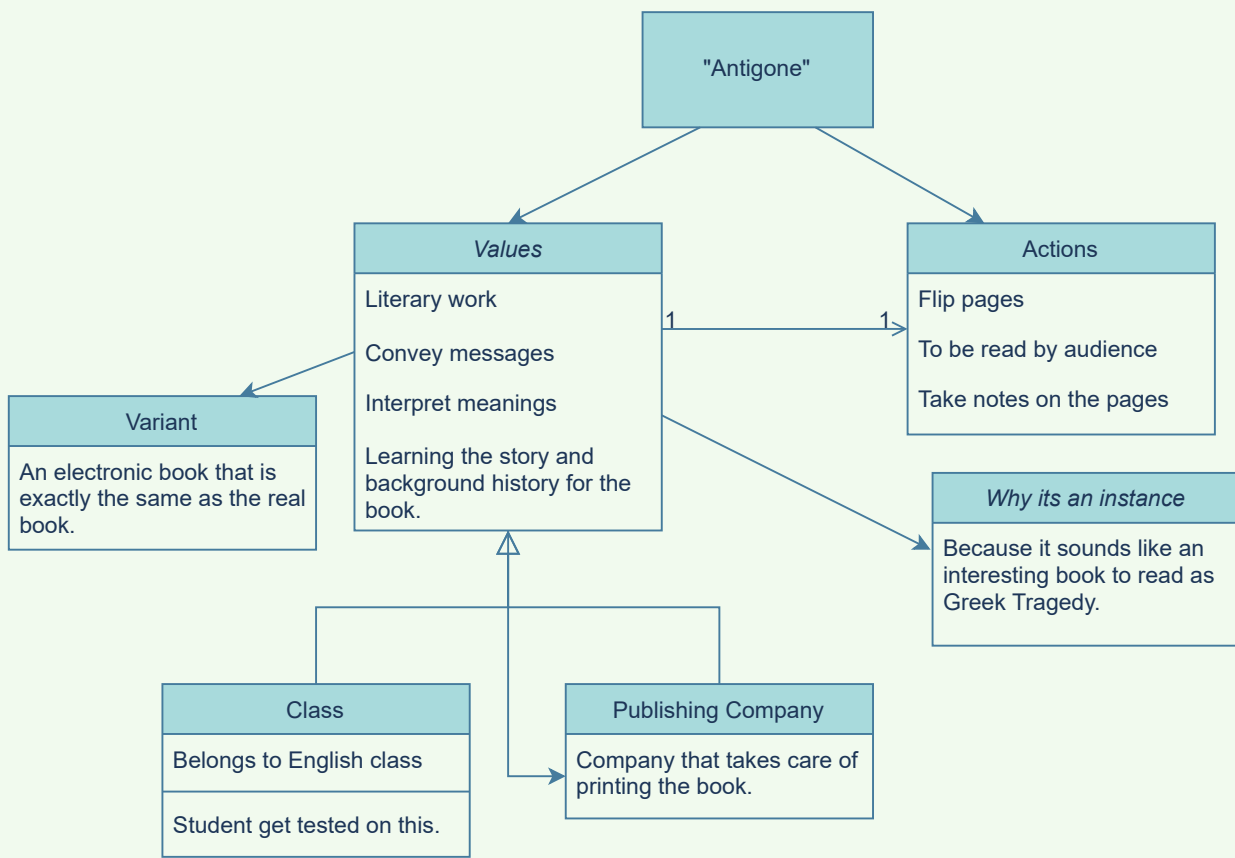 "Antigone"
Values
Literary work
Convey messages
Interpret meanings
Learning the story and
background history for the
book.
1
1
Actions
Flip pages
To be read by audience
Take notes on the pages
Variant
An electronic book that is
exactly the same as the real
book.
Why its an instance
Because it sounds like an
interesting book to read as
Greek Tragedy.
Class
Belongs to English class
Student get tested on this.
Publishing Company
Company that takes care of
printing the book.